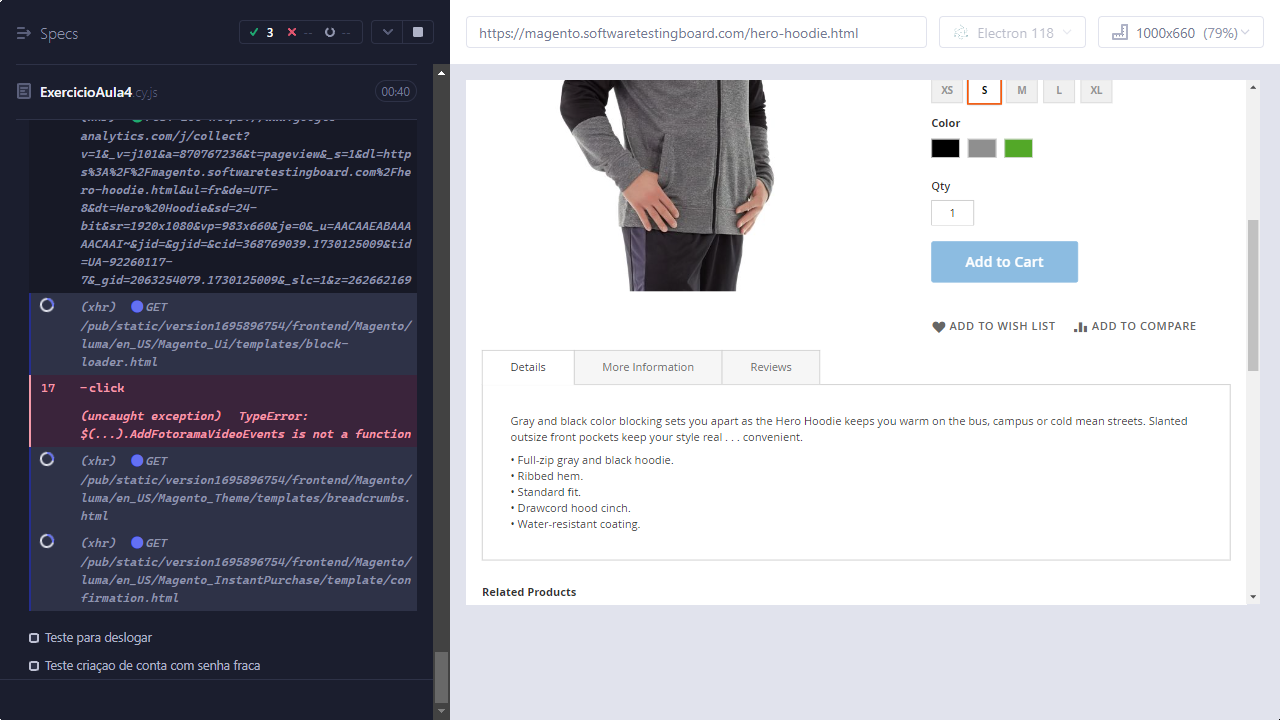 Specs
3
--
--
ExercicioAula4.cy.js
00:40
analytics.com/j/collect?
v=1&_v=j101&a=870767236&t=pageview&_s=1&dl=http
s%3A%2F%2Fmagento.softwaretestingboard.com%2Fhe
ro-hoodie.html&ul=fr&de=UTF-
8&dt=Hero%20Hoodie&sd=24-
bit&sr=1920x1080&vp=983x660&je=0&_u=AACAAEABAAA
AACAAI~&jid=&gjid=&cid=368769039.1730125009&tid
=UA-92260117-
7&_gid=2063254079.1730125009&_slc=1&z=262662169
(xhr) GET
/pub/static/version1695896754/frontend/Magento/
luma/en_US/Magento_Ui/templates/block-
loader.html
17 -click
(uncaught exception) TypeError:
$(...).AddFotoramaVideoEvents is not a function
(xhr) GET
/pub/static/version1695896754/frontend/Magento/
luma/en_US/Magento_Theme/templates/breadcrumbs.
html
(xhr) GET
/pub/static/version1695896754/frontend/Magento/
luma/en_US/Magento_InstantPurchase/template/con
firmation.html
Teste para deslogar
Teste criaçao de conta com senha fraca
https://magento.softwaretestingboard.com/hero-hoodie.html
Electron 118
1000x660 (79%)
XS S M L XL
Color
Qty
1
Add to Cart
ADD TO WISH LIST ADD TO COMPARE
Details More Information Reviews
Gray and black color blocking sets you apart as the Hero Hoodie keeps you warm on the bus, campus or cold mean streets. Slanted
outsize front pockets keep your style real . . . convenient.
• Full-zip gray and black hoodie.
• Ribbed hem.
• Standard fit.
• Drawcord hood cinch.
• Water-resistant coating.
Related Products